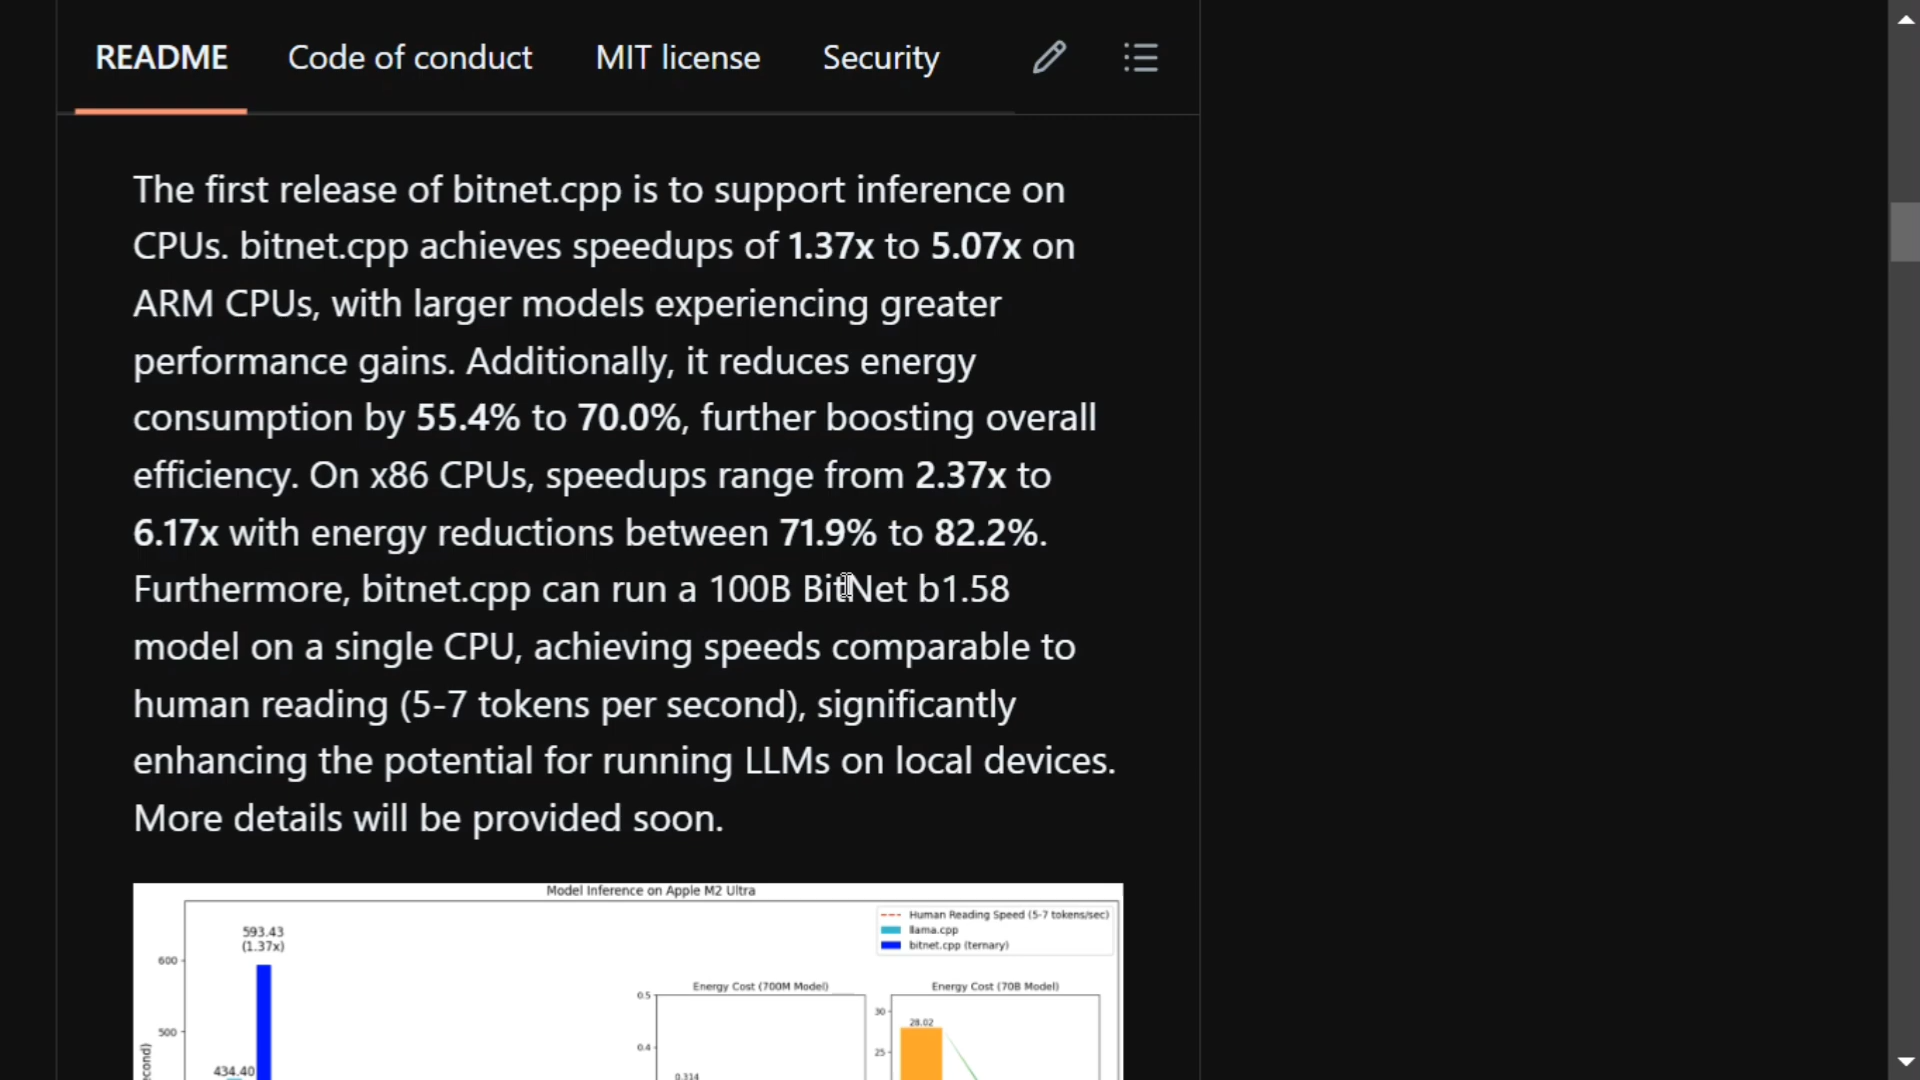 README
Code of conduct
MIT license
Security
The first release of bitnet.cpp is to support inference on
CPUs. bitnet.cpp achieves speedups of 1.37x to 5.07x on
ARM CPUs, with larger models experiencing greater
performance gains. Additionally, it reduces energy
consumption by 55.4% to 70.0%, further boosting overall
efficiency. On x86 CPUs, speedups range from 2.37x to
6.17x with energy reductions between 71.9% to 82.2%.
Furthermore, bitnet.cpp can run a 100B BitNet b1.58
model on a single CPU, achieving speeds comparable to
human reading (5-7 tokens per second), significantly
enhancing the potential for running LLMs on local devices.
More details will be provided soon.
Model Inference on Apple M2 Ultra
Human Reading Speed (5-7 tokens/sec)
llama.cpp
bitnet.cpp (ternary)
593.43
(1.37x)
600
500
434.40
Energy Cost (700M Model)
0.5
0.4
0.314
Energy Cost (70B Model)
30
28.02
25